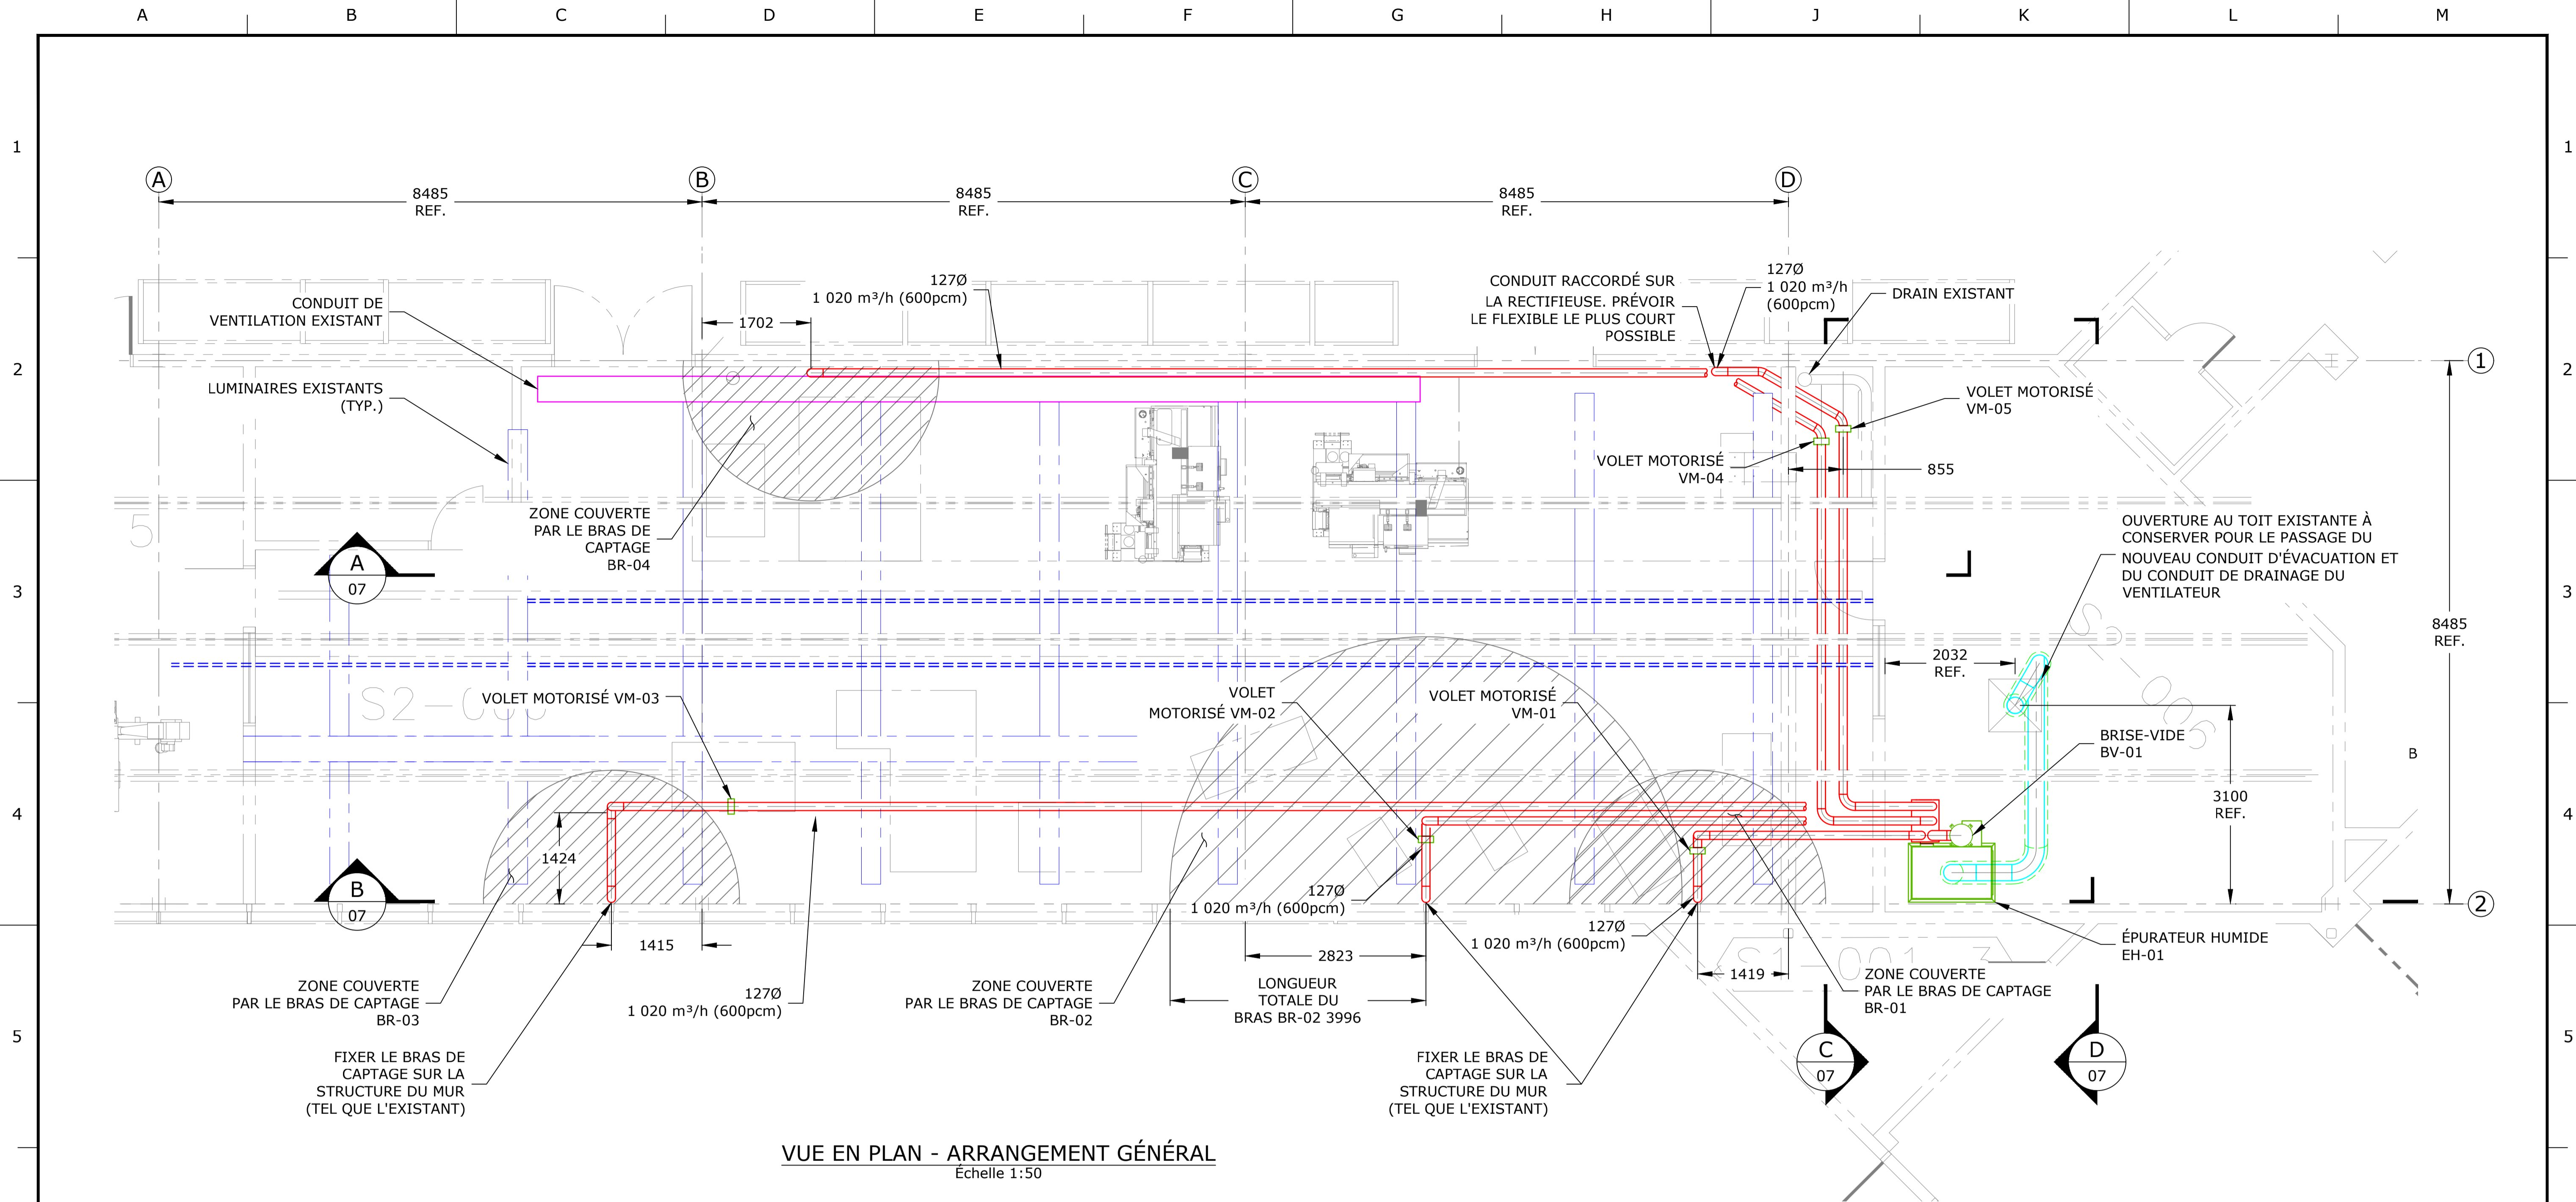 A B C D E F G H J K L M
1 1
A B C D
8485
REF.
8485
REF.
8485
REF.
CONDUIT DE
VENTILATION EXISTANT
127Ø
1 020 m³/h (600pcm)
1702
CONDUIT RACCORDÉ SUR
LA RECTIFIEUSE. PRÉVOIR
LE FLEXIBLE LE PLUS COURT
POSSIBLE
127Ø
1 020 m³/h
(600pcm)
DRAIN EXISTANT
2 2
1
LUMINAIRES EXISTANTS
(TYP.)
VOLET MOTORISÉ
VM-05
VOLET MOTORISÉ
VM-04
855
ZONE COUVERTE
PAR LE BRAS DE
CAPTAGE
BR-04
5
OUVERTURE AU TOIT EXISTANTE À
CONSERVER POUR LE PASSAGE DU
NOUVEAU CONDUIT D'ÉVACUATION ET
DU CONDUIT DE DRAINAGE DU
VENTILATEUR
A
07
3 3
8485
REF.
2032
REF.
S2-0
VOLET MOTORISÉ VM-03
VOLET
MOTORISÉ VM-02
VOLET MOTORISÉ
VM-01
BRISE-VIDE
BV-01
B
3100
REF.
4 4
1424
B
07
127Ø
1 020 m³/h (600pcm)
127Ø
1 020 m³/h (600pcm)
2
1415
2823
1419
ÉPURATEUR HUMIDE
EH-01
ZONE COUVERTE
PAR LE BRAS DE CAPTAGE
BR-03
127Ø
1 020 m³/h (600pcm)
ZONE COUVERTE
PAR LE BRAS DE CAPTAGE
BR-02
LONGUEUR
TOTALE DU
BRAS BR-02 3996
ZONE COUVERTE
PAR LE BRAS DE CAPTAGE
BR-01
5 5
FIXER LE BRAS DE
CAPTAGE SUR LA
STRUCTURE DU MUR
(TEL QUE L'EXISTANT)
FIXER LE BRAS DE
CAPTAGE SUR LA
STRUCTURE DU MUR
(TEL QUE L'EXISTANT)
C
07
D
07
VUE EN PLAN - ARRANGEMENT GÉNÉRAL
Échelle 1:50